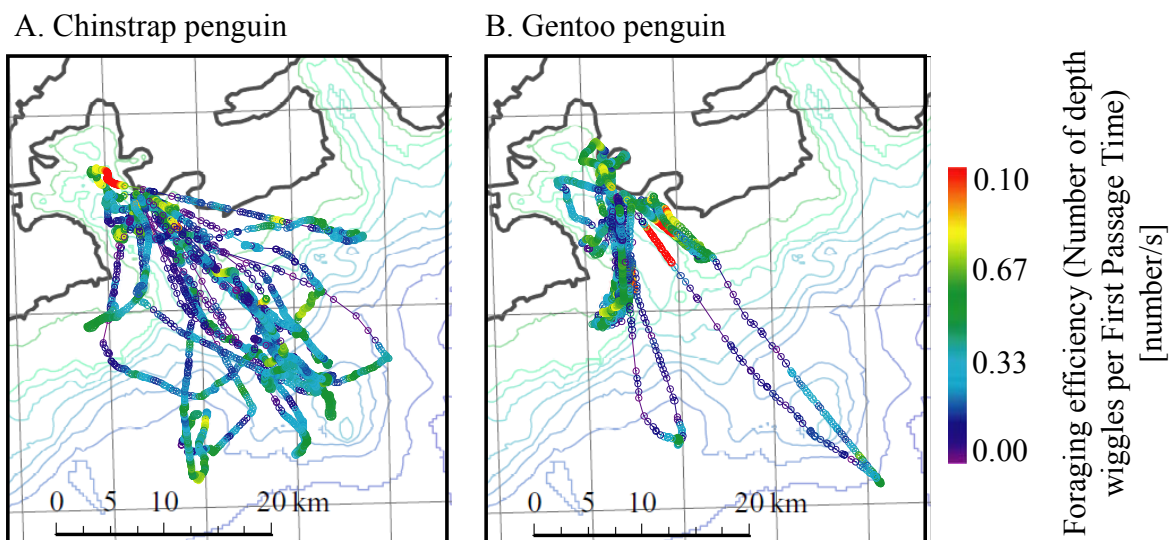 A. Chinstrap penguin
B. Gentoo penguin
0 5 10 20 km
0 5 10 20 km
0.10
0.67
0.33
0.00
Foraging efficiency (Number of depth
wiggles per First Passage Time)
[number/s]